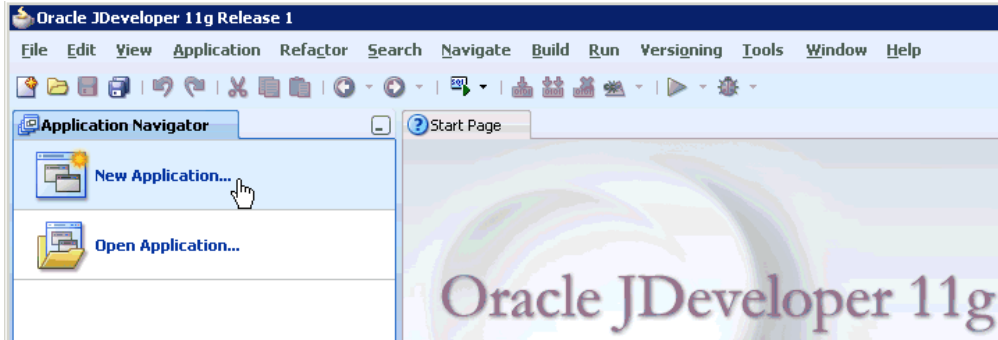 Oracle JDeveloper 11g Release 1
File Edit View Application Refactor Search Navigate Build Run Versioning Tools Window Help
SQL
Application Navigator
Start Page
New Application...
Open Application...
Oracle JDeveloper 11g